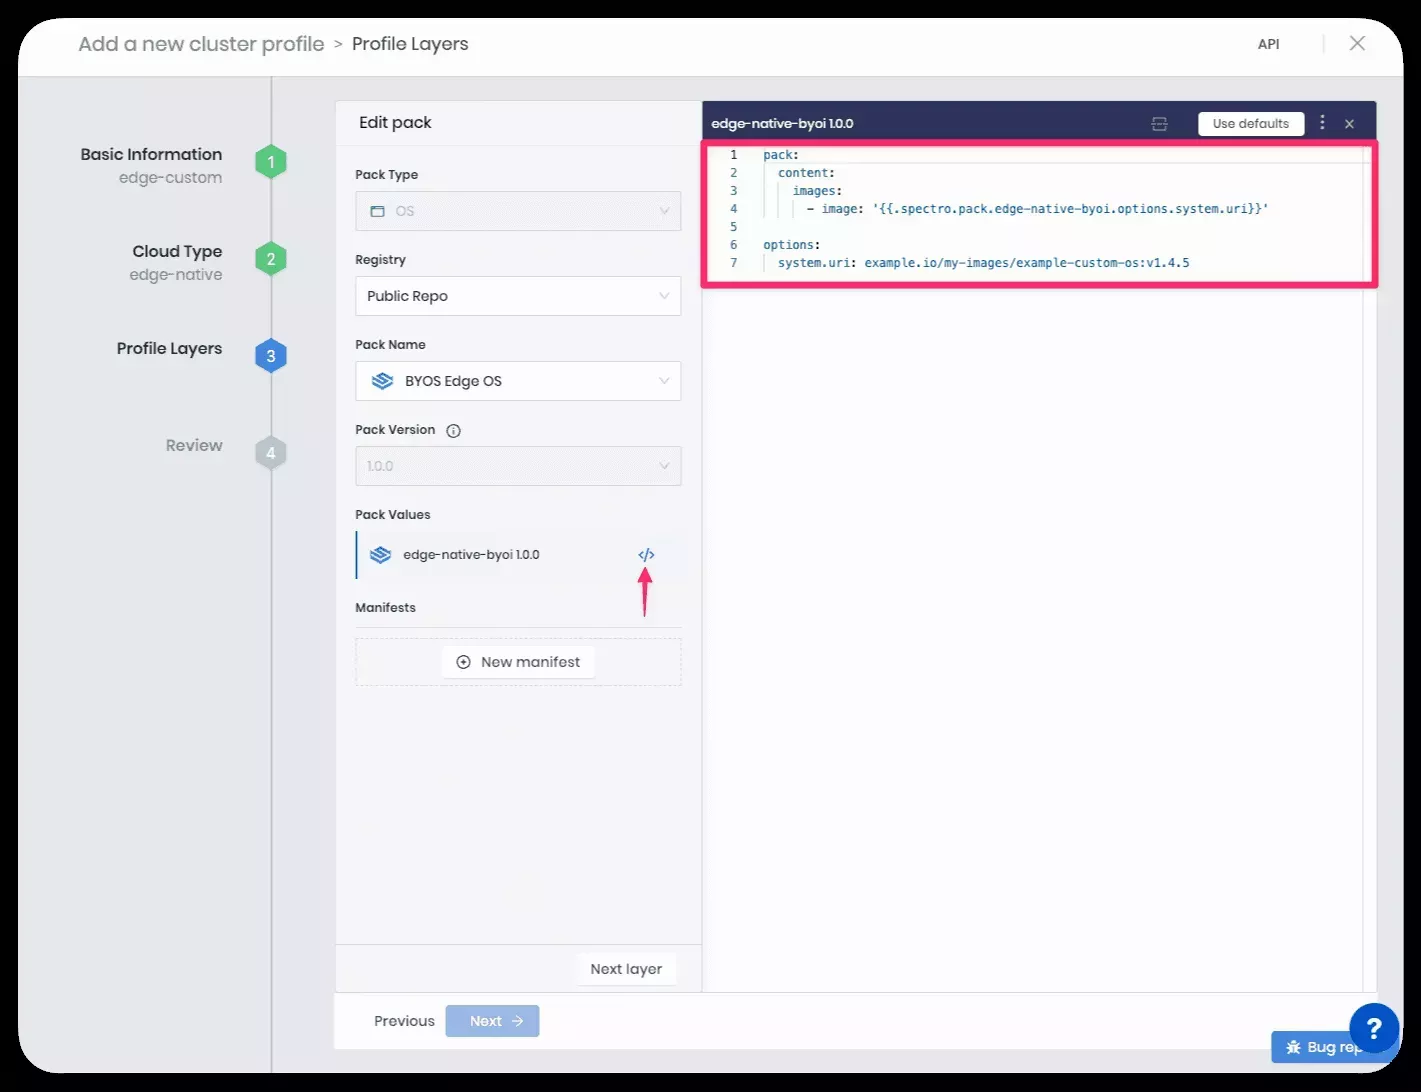 Add a new cluster profile > Profile Layers
API
Basic Information
edge-custom
1
Cloud Type
edge-native
2
Profile Layers
3
Review
4
Edit pack
Pack Type
OS
Registry
Public Repo
Pack Name
BYOS Edge OS
Pack Version
1.0.0
Pack Values
edge-native-byoi 1.0.0
</>
Manifests
New manifest
Next layer
Previous
Next
edge-native-byoi 1.0.0
Use defaults
1 pack:
2 content:
3 images:
4 - image: '{{.spectro.pack.edge-native-byoi.options.system.uri}}'
5
6 options:
7 system.uri: example.io/my-images/example-custom-os:v1.4.5
?
Bug rep